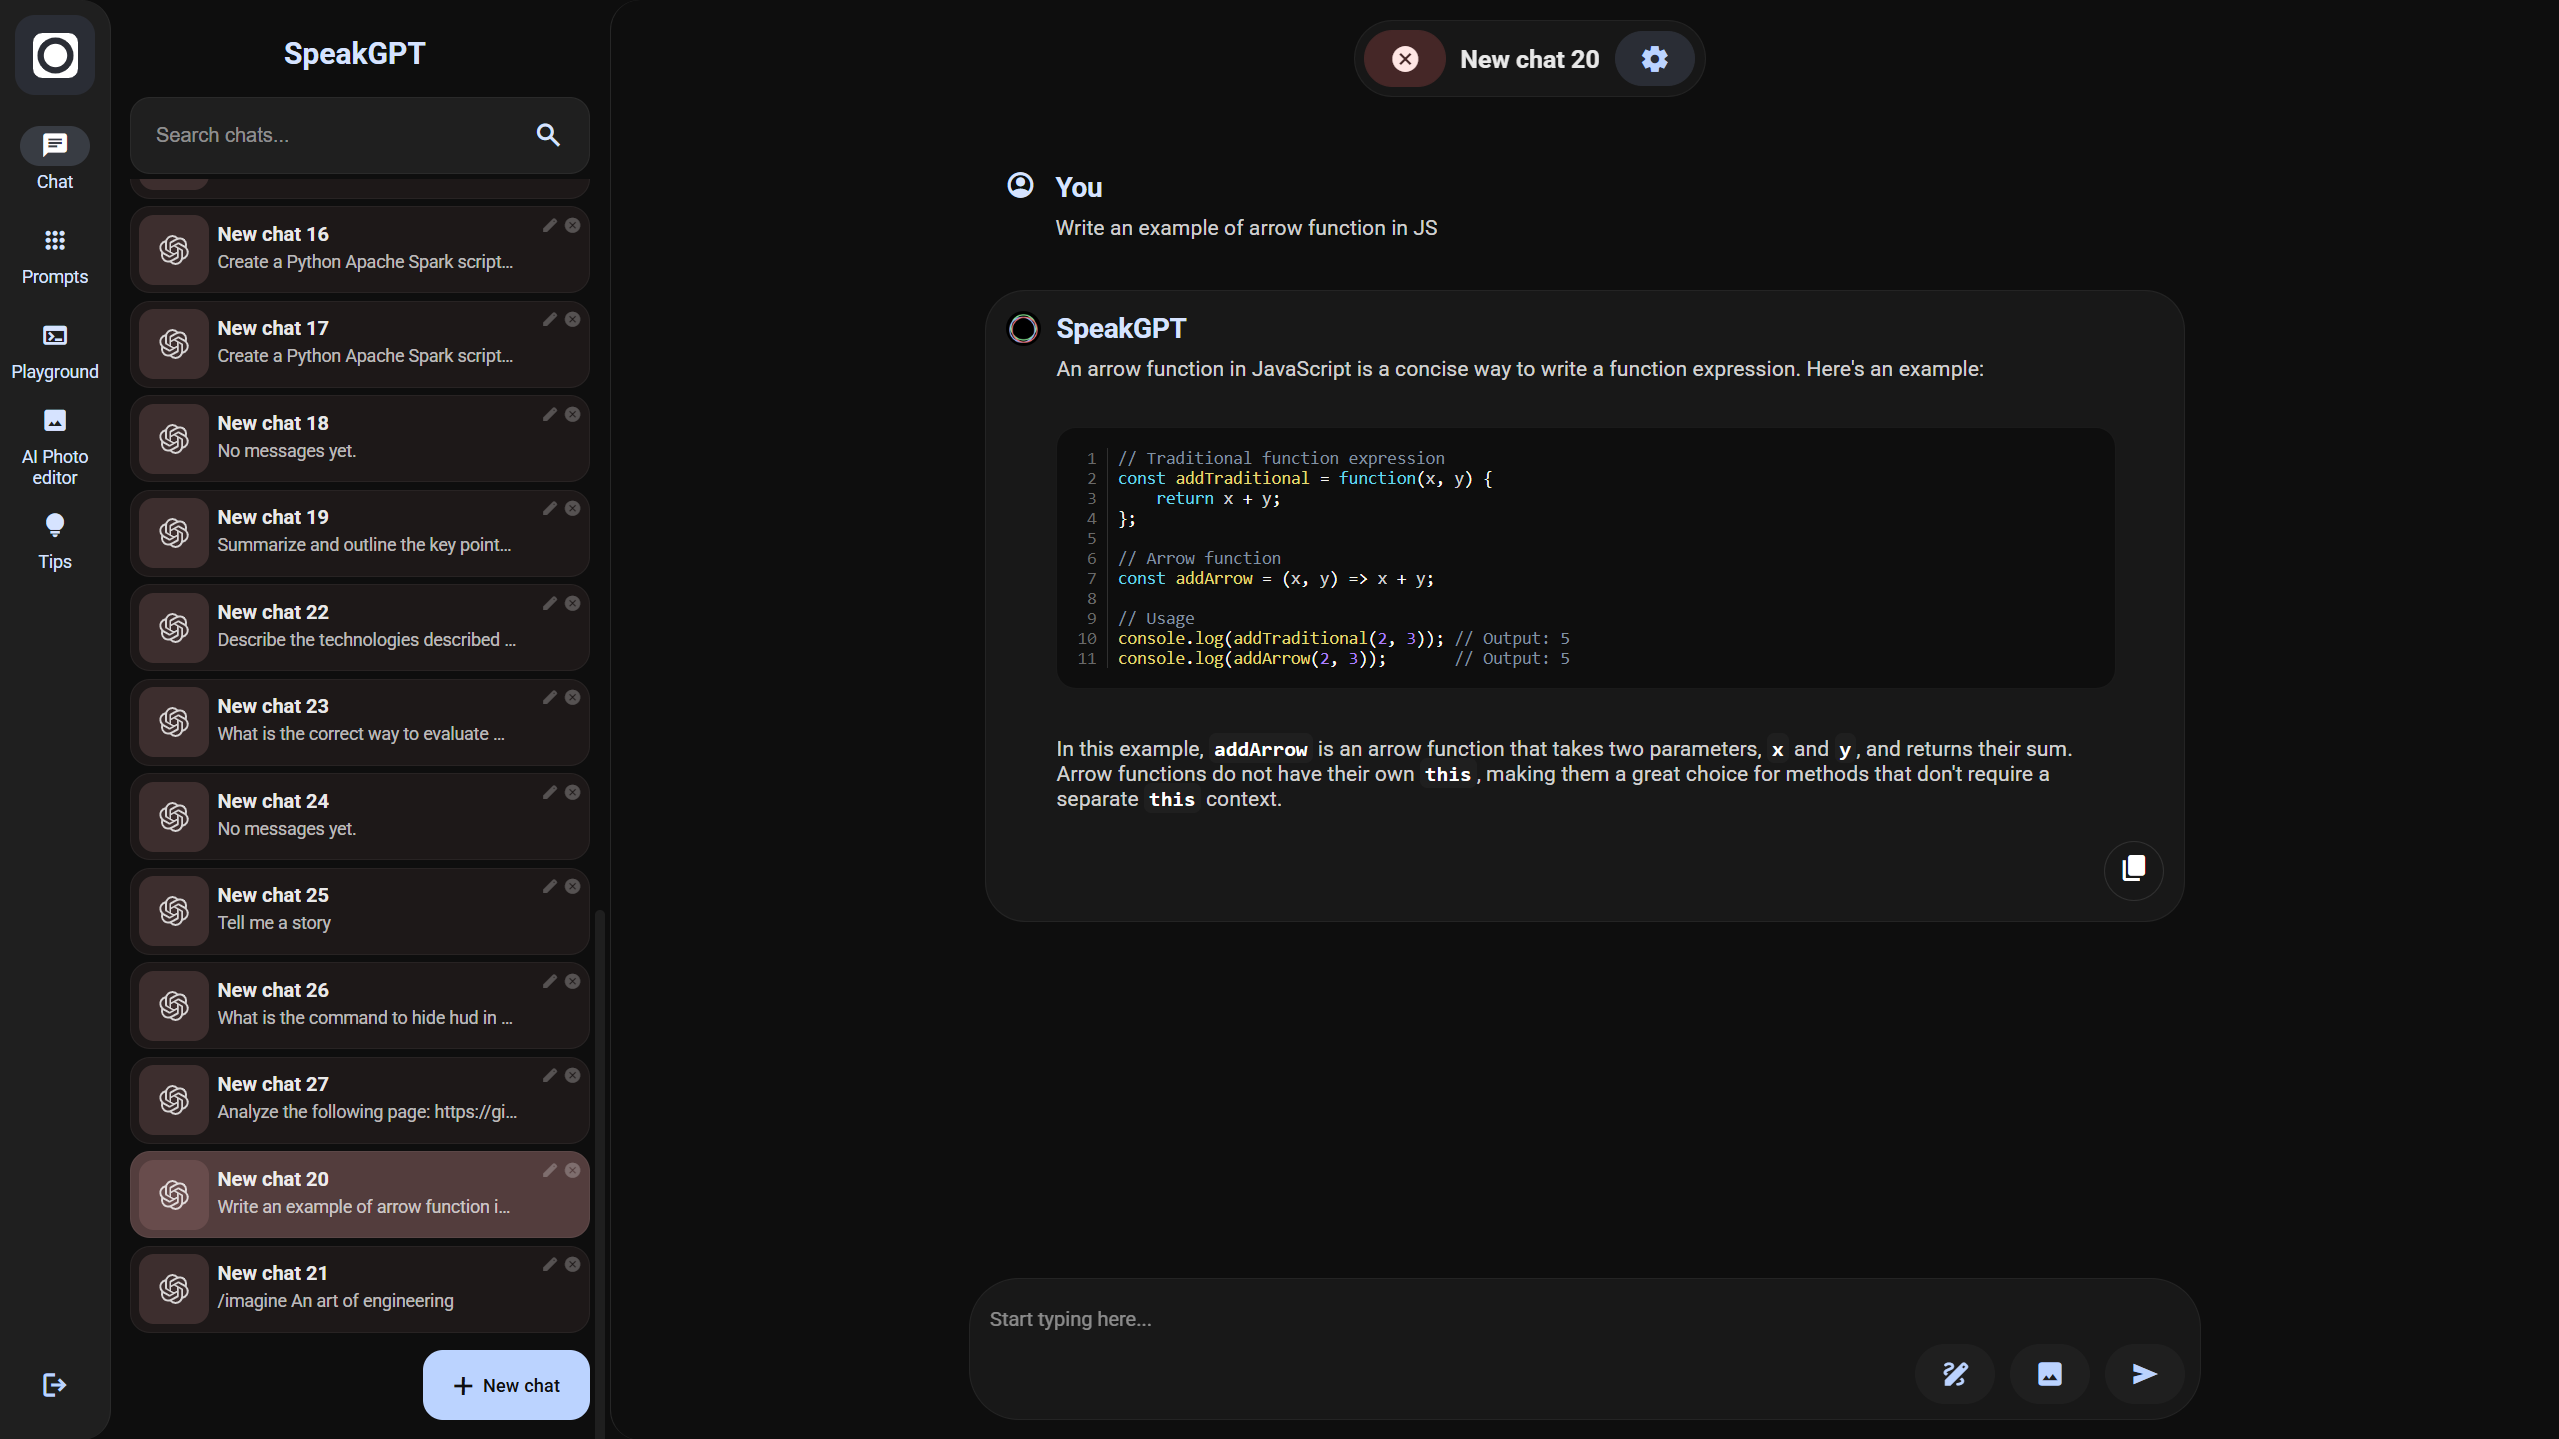 Chat
Prompts
Playground
AI Photo
editor
Tips
SpeakGPT
Search chats...
New chat 16
Create a Python Apache Spark script...
New chat 17
Create a Python Apache Spark script...
New chat 18
No messages yet.
New chat 19
Summarize and outline the key point...
New chat 22
Describe the technologies described ...
New chat 23
What is the correct way to evaluate ...
New chat 24
No messages yet.
New chat 25
Tell me a story
New chat 26
What is the command to hide hud in ...
New chat 27
Analyze the following page: https://gi...
New chat 20
Write an example of arrow function i...
New chat 21
/imagine An art of engineering
New chat
New chat 20
You
Write an example of arrow function in JS
SpeakGPT
An arrow function in JavaScript is a concise way to write a function expression. Here's an example:
1 // Traditional function expression
2 const addTraditional = function(x, y) {
3     return x + y;
4 };
5
6 // Arrow function
7 const addArrow = (x, y) => x + y;
8
9 // Usage
10 console.log(addTraditional(2, 3)); // Output: 5
11 console.log(addArrow(2, 3));       // Output: 5
In this example, addArrow is an arrow function that takes two parameters, x and y, and returns their sum.
Arrow functions do not have their own this, making them a great choice for methods that don't require a
separate this context.
Start typing here...